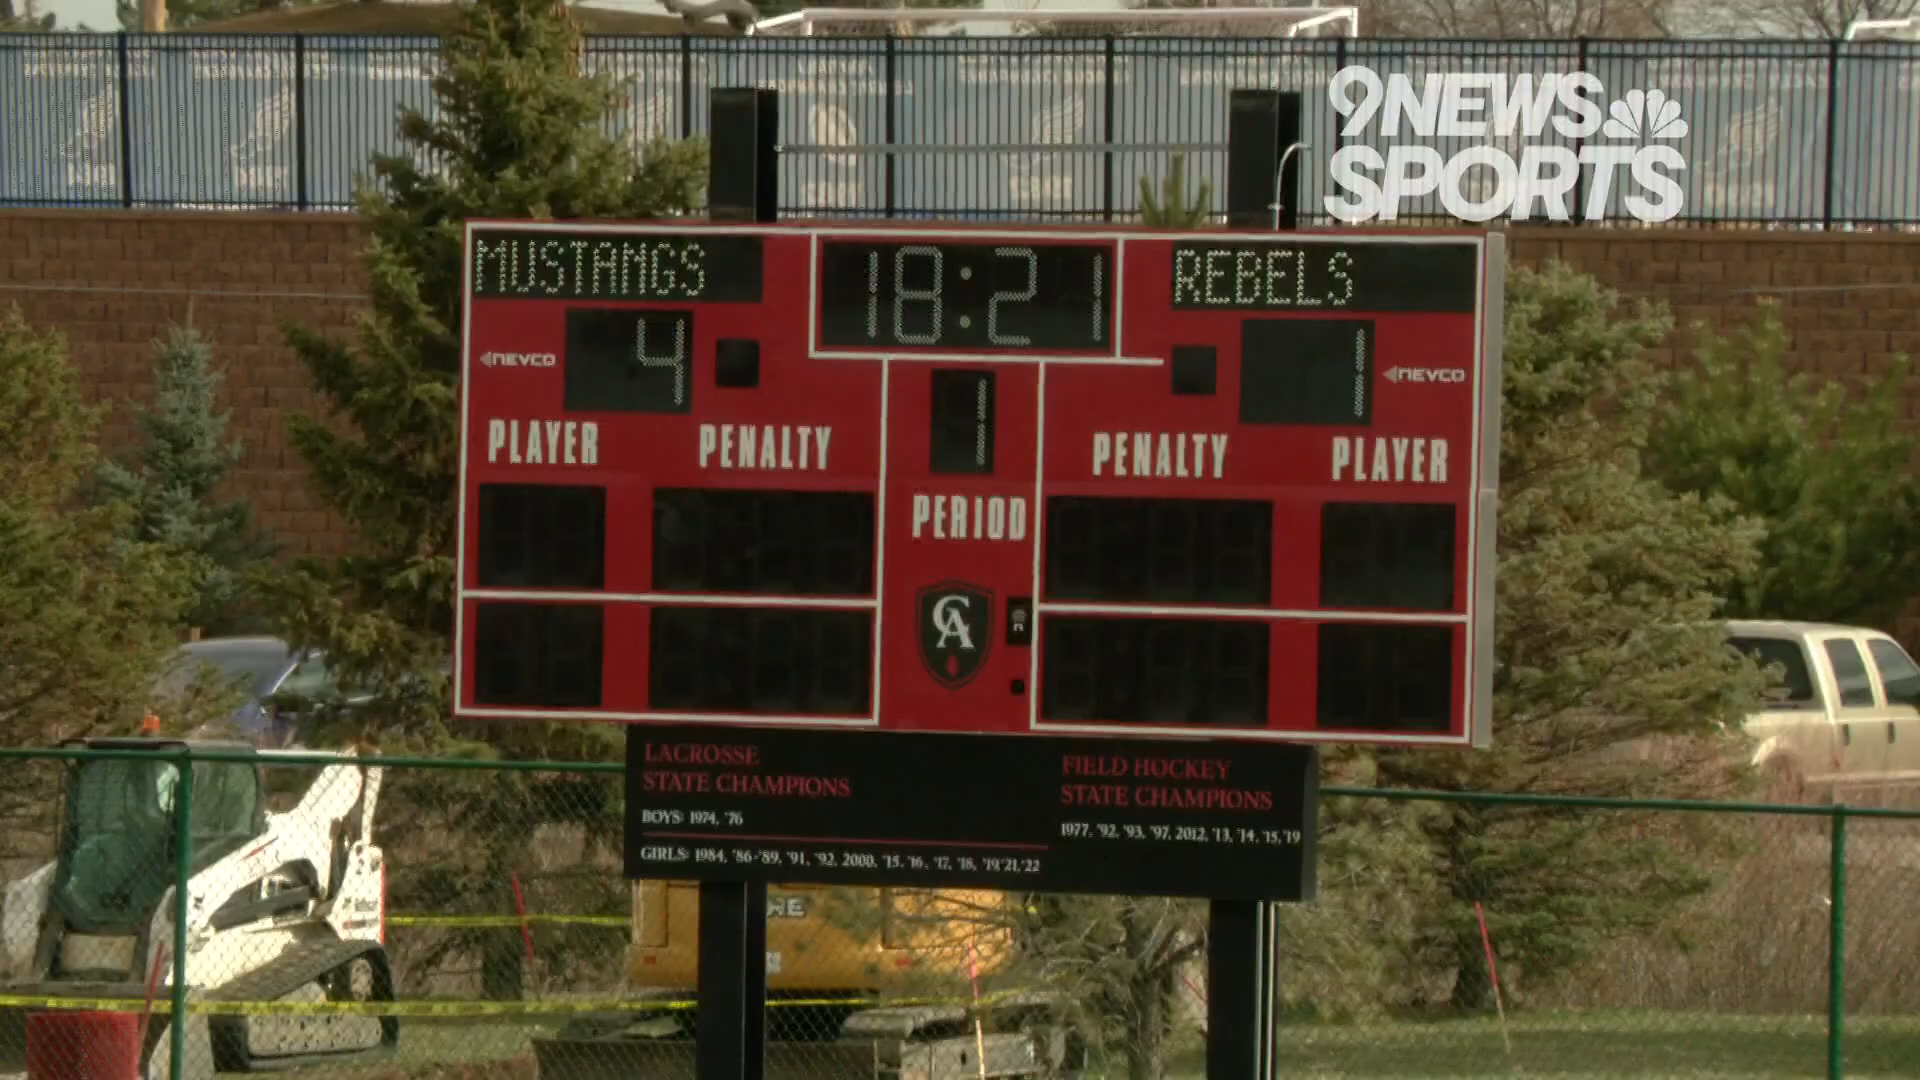 9NEWS
SPORTS
MUSTAMGS 18:21 REBELS
NEVCO 4 1 1 NEVCO
PLAYER PENALTY PENALTY PLAYER
PERIOD
CA
LACROSSE
STATE CHAMPIONS
BOYS: 1974, '76
GIRLS: 1984, '86-'89, '91, '92, 2000, '15, '16, '17, '18, '19,'21,'22
FIELD HOCKEY
STATE CHAMPIONS
1977, '92, '93, '97, 2012, '13, '14, '15, '19